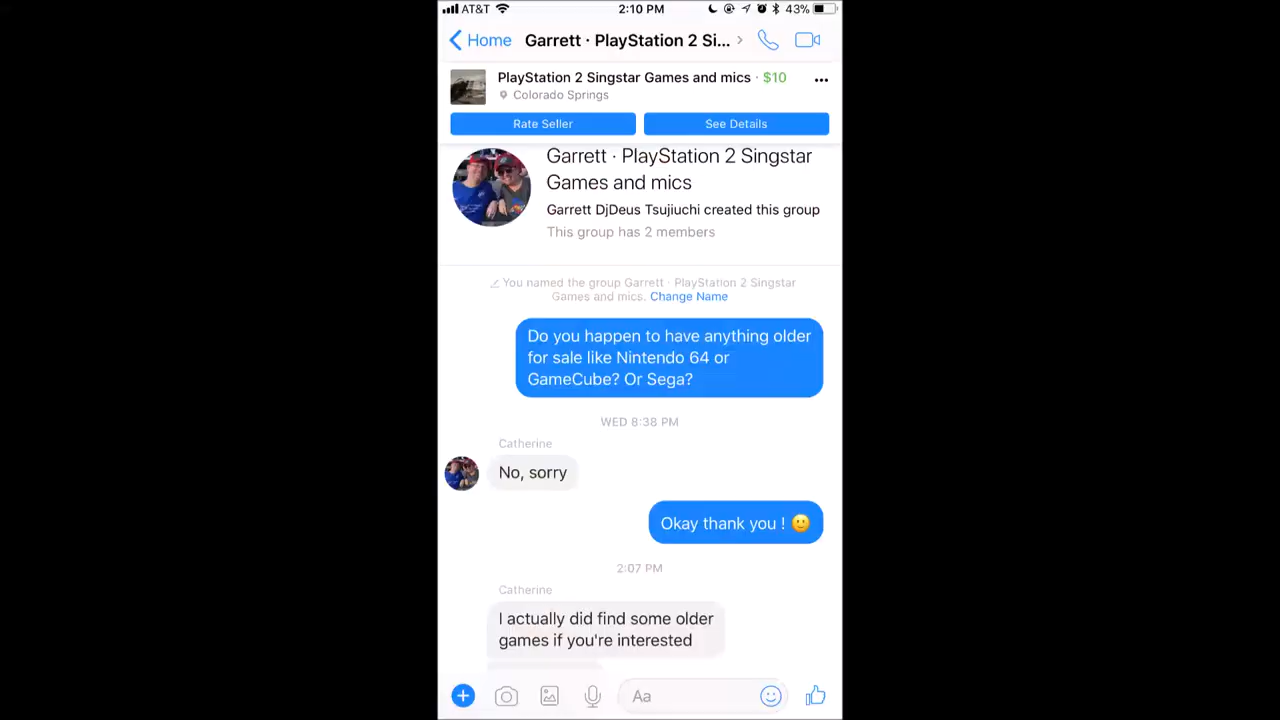 AT&T 2:10 PM 43%
Home Garrett · PlayStation 2 Si...
PlayStation 2 Singstar Games and mics · $10
Colorado Springs
Rate Seller See Details
Garrett · PlayStation 2 Singstar
Games and mics
Garrett DjDeus Tsujiuchi created this group
This group has 2 members
You named the group Garrett · PlayStation 2 Singstar
Games and mics. Change Name
Do you happen to have anything older
for sale like Nintendo 64 or
GameCube? Or Sega?
WED 8:38 PM
Catherine
No, sorry
Okay thank you ! 🙂
2:07 PM
Catherine
I actually did find some older
games if you're interested
Aa